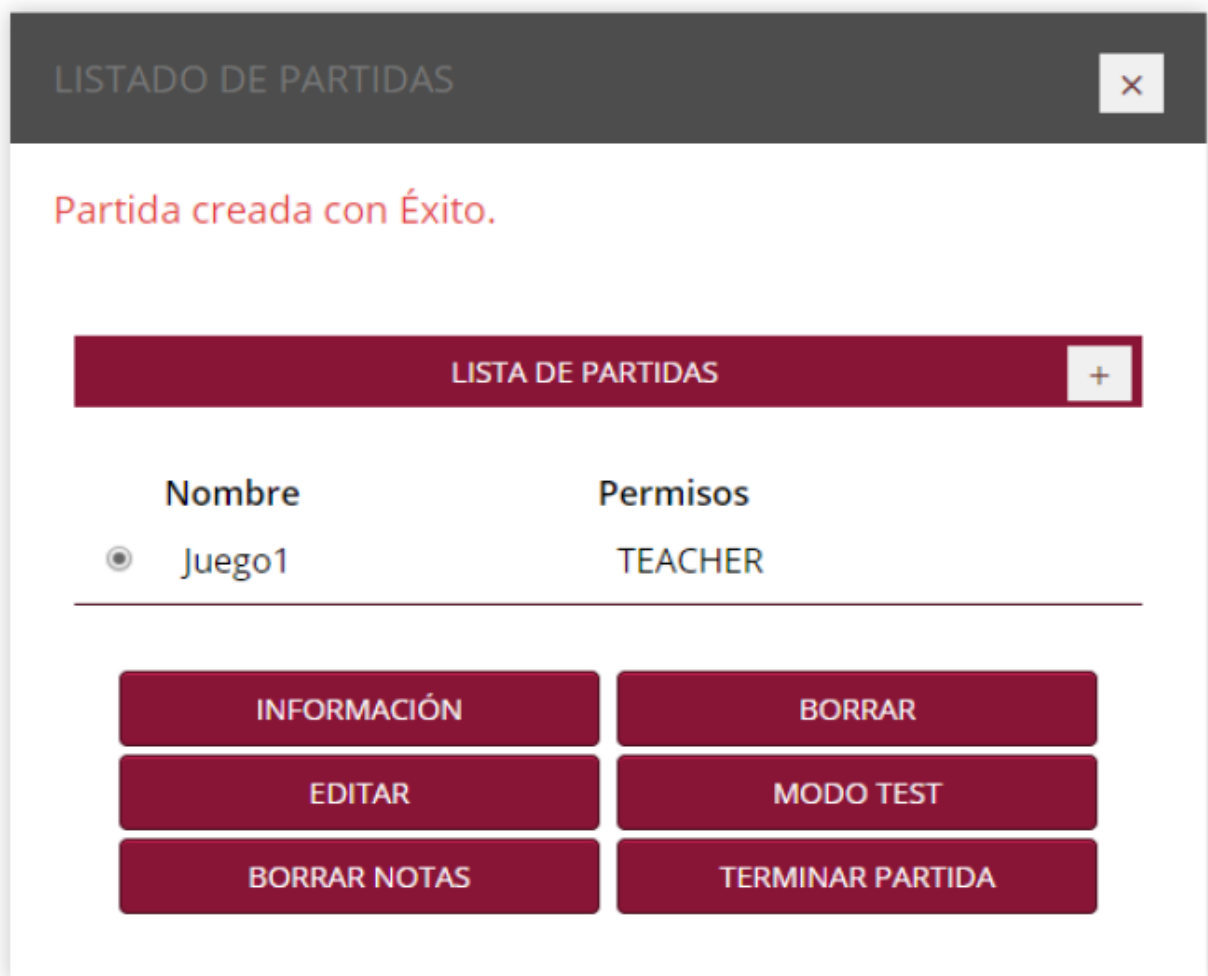 LISTADO DE PARTIDAS ×
Partida creada con Éxito.
LISTA DE PARTIDAS +
Nombre Permisos
Juego1 TEACHER
INFORMACIÓN BORRAR
EDITAR MODO TEST
BORRAR NOTAS TERMINAR PARTIDA